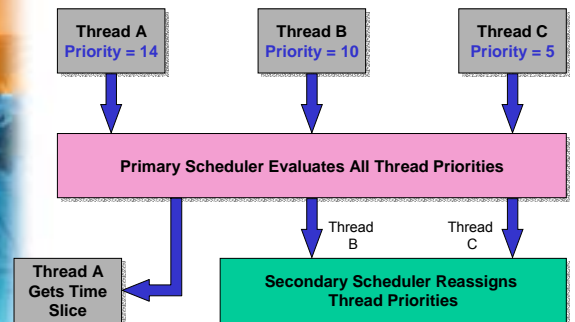 Thread A
Priority = 14
Thread B
Priority = 10
Thread C
Priority = 5
Primary Scheduler Evaluates All Thread Priorities
Thread
B
Thread
C
Thread A
Gets Time
Slice
Secondary Scheduler Reassigns
Thread Priorities